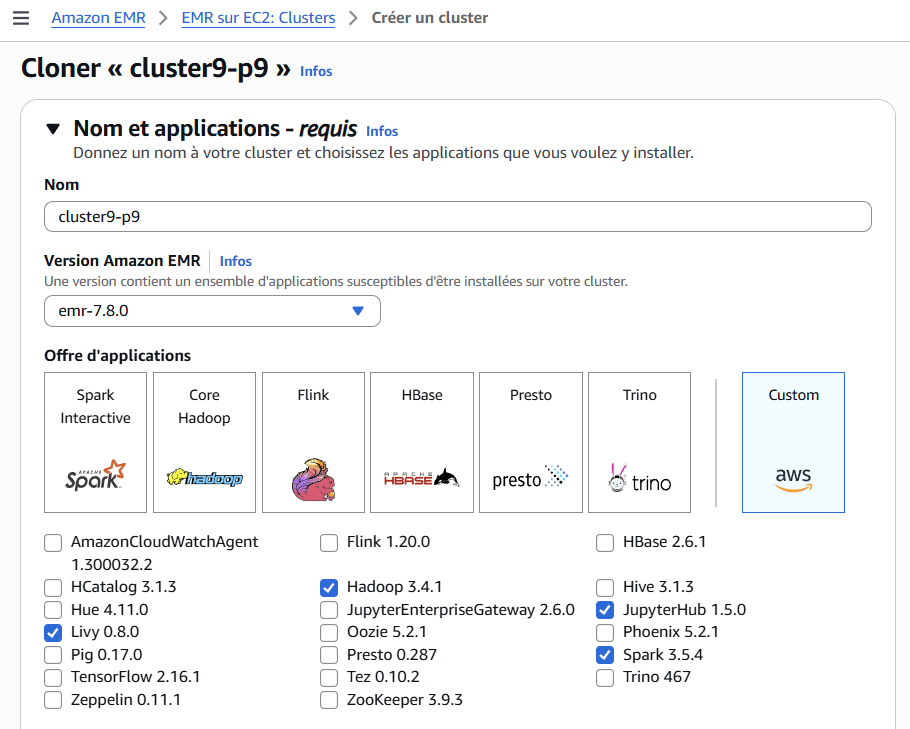 Amazon EMR > EMR sur EC2: Clusters > Créer un cluster
Cloner « cluster9-p9 » Infos
Nom et applications - requis Infos
Donnez un nom à votre cluster et choisissez les applications que vous voulez y installer.
Nom
cluster9-p9
Version Amazon EMR Infos
Une version contient un ensemble d'applications susceptibles d'être installées sur votre cluster.
emr-7.8.0
Offre d'applications
Spark Interactive
APACHE Spark
Core Hadoop
hadoop
Flink
HBase
APACHE HBASE
Presto
presto
Trino
trino
Custom
aws
AmazonCloudWatchAgent 1.300032.2
Flink 1.20.0
HBase 2.6.1
HCatalog 3.1.3
Hadoop 3.4.1
Hive 3.1.3
Hue 4.11.0
JupyterEnterpriseGateway 2.6.0
JupyterHub 1.5.0
Livy 0.8.0
Oozie 5.2.1
Phoenix 5.2.1
Pig 0.17.0
Presto 0.287
Spark 3.5.4
TensorFlow 2.16.1
Tez 0.10.2
Trino 467
Zeppelin 0.11.1
ZooKeeper 3.9.3